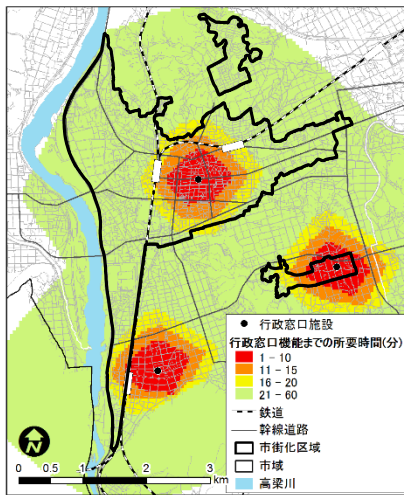 行政窓口施設
行政窓口機能までの所要時間(分)
1 - 10
11 - 15
16 - 20
21 - 60
鉄道
幹線道路
市街化区域
市域
高梁川
N
0 0.5 1 2 3
km